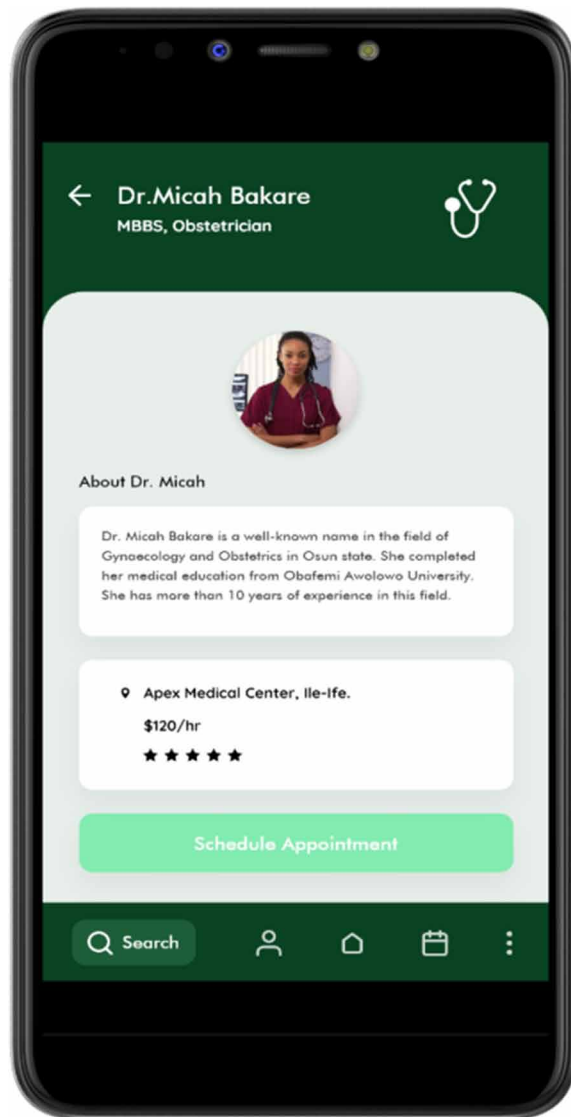 Dr.Micah Bakare
MBBS, Obstetrician
About Dr. Micah
Dr. Micah Bakare is a well-known name in the field of
Gynaecology and Obstetrics in Osun state. She completed
her medical education from Obafemi Awolowo University.
She has more than 10 years of experience in this field.
Apex Medical Center, Ile-Ife.
$120/hr
Schedule Appointment
Search